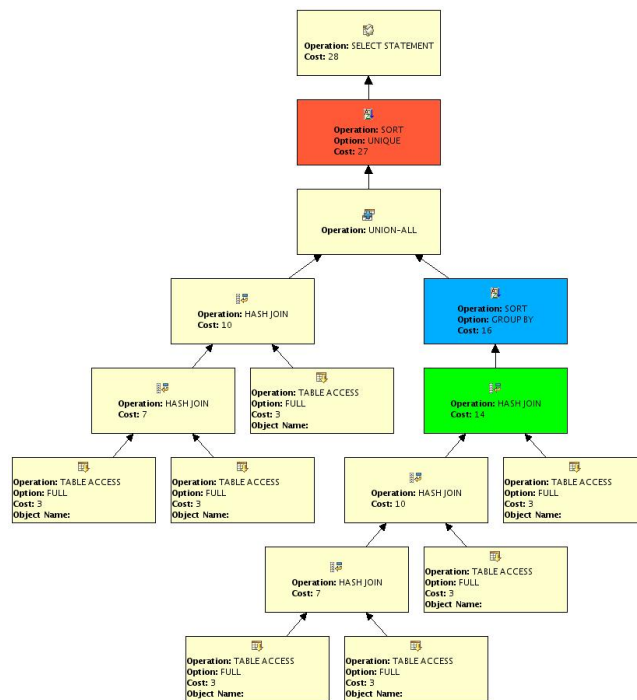 Operation: SELECT STATEMENT
Cost: 28
Operation: SORT
Option: UNIQUE
Cost: 27
Operation: UNION-ALL
Operation: HASH JOIN
Cost: 10
Operation: SORT
Option: GROUP BY
Cost: 16
Operation: HASH JOIN
Cost: 7
Operation: TABLE ACCESS
Option: FULL
Cost: 3
Object Name:
Operation: HASH JOIN
Cost: 14
Operation: TABLE ACCESS
Option: FULL
Cost: 3
Object Name:
Operation: TABLE ACCESS
Option: FULL
Cost: 3
Object Name:
Operation: HASH JOIN
Cost: 10
Operation: TABLE ACCESS
Option: FULL
Cost: 3
Object Name:
Operation: HASH JOIN
Cost: 7
Operation: TABLE ACCESS
Option: FULL
Cost: 3
Object Name:
Operation: TABLE ACCESS
Option: FULL
Cost: 3
Object Name:
Operation: TABLE ACCESS
Option: FULL
Cost: 3
Object Name: